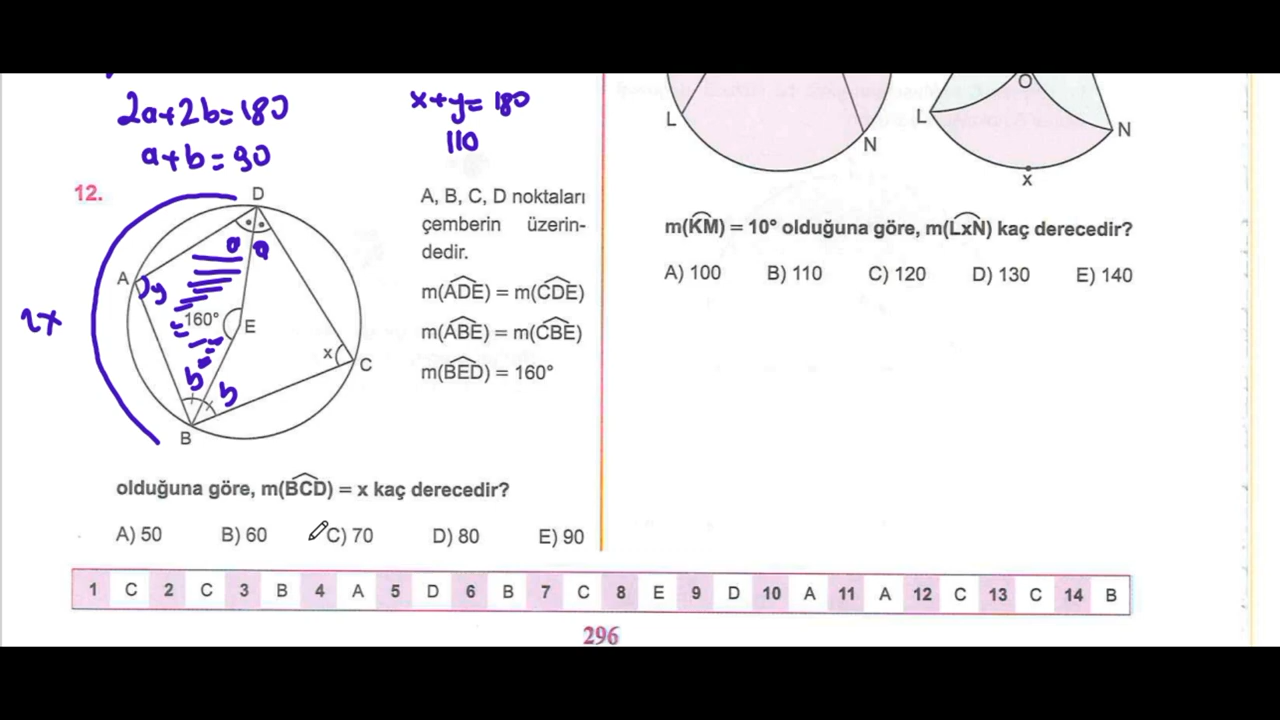 2a+2b=180
a+b=90
x+y=180
110
12.
D
A
B
C
E
a
a
y
160°
x
b
b
2x
A, B, C, D noktaları
çemberin üzerin-
dedir.
m(ADE) = m(CDE)
m(ABE) = m(CBE)
m(BED) = 160°
olduğuna göre, m(BCD) = x kaç derecedir?
A) 50 B) 60 C) 70 D) 80 E) 90
L
N
O
L
N
x
m(KM) = 10° olduğuna göre, m(LxN) kaç derecedir?
A) 100 B) 110 C) 120 D) 130 E) 140
1 C 2 C 3 B 4 A 5 D 6 B 7 C 8 E 9 D 10 A 11 A 12 C 13 C 14 B
296